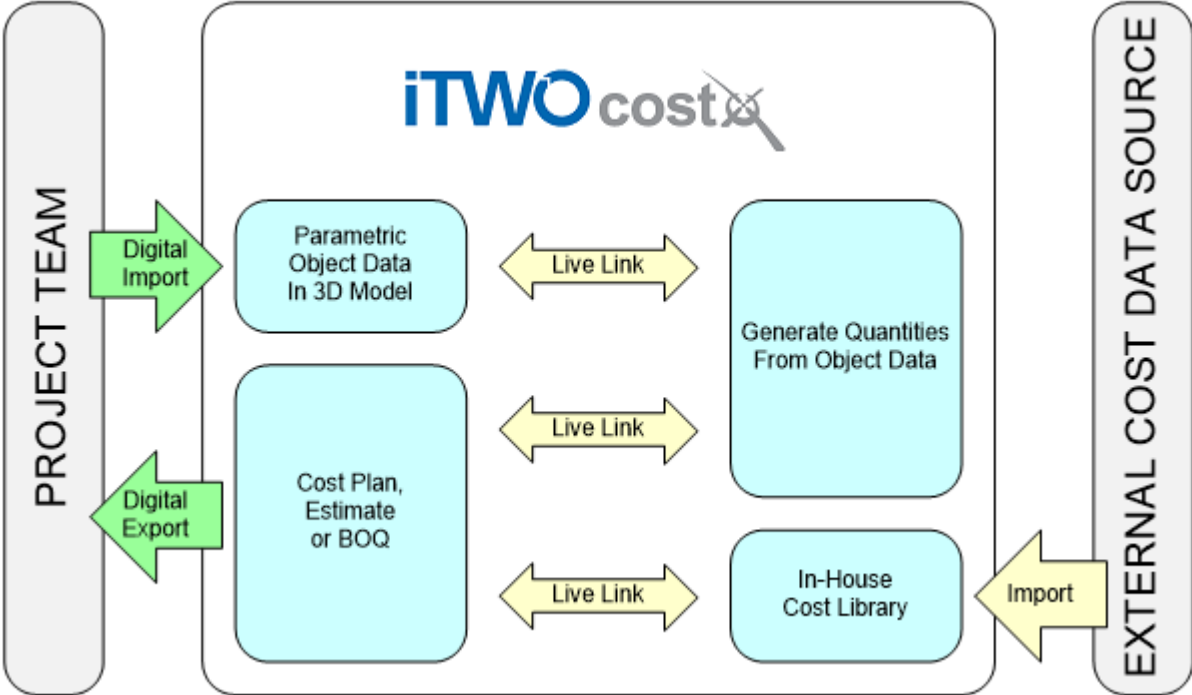 PROJECT TEAM
iTWO costX
Digital
Import
Parametric
Object Data
In 3D Model
Live Link
Generate Quantities
From Object Data
Live Link
Cost Plan,
Estimate
or BOQ
Digital
Export
Live Link
In-House
Cost Library
Import
EXTERNAL COST DATA SOURCE